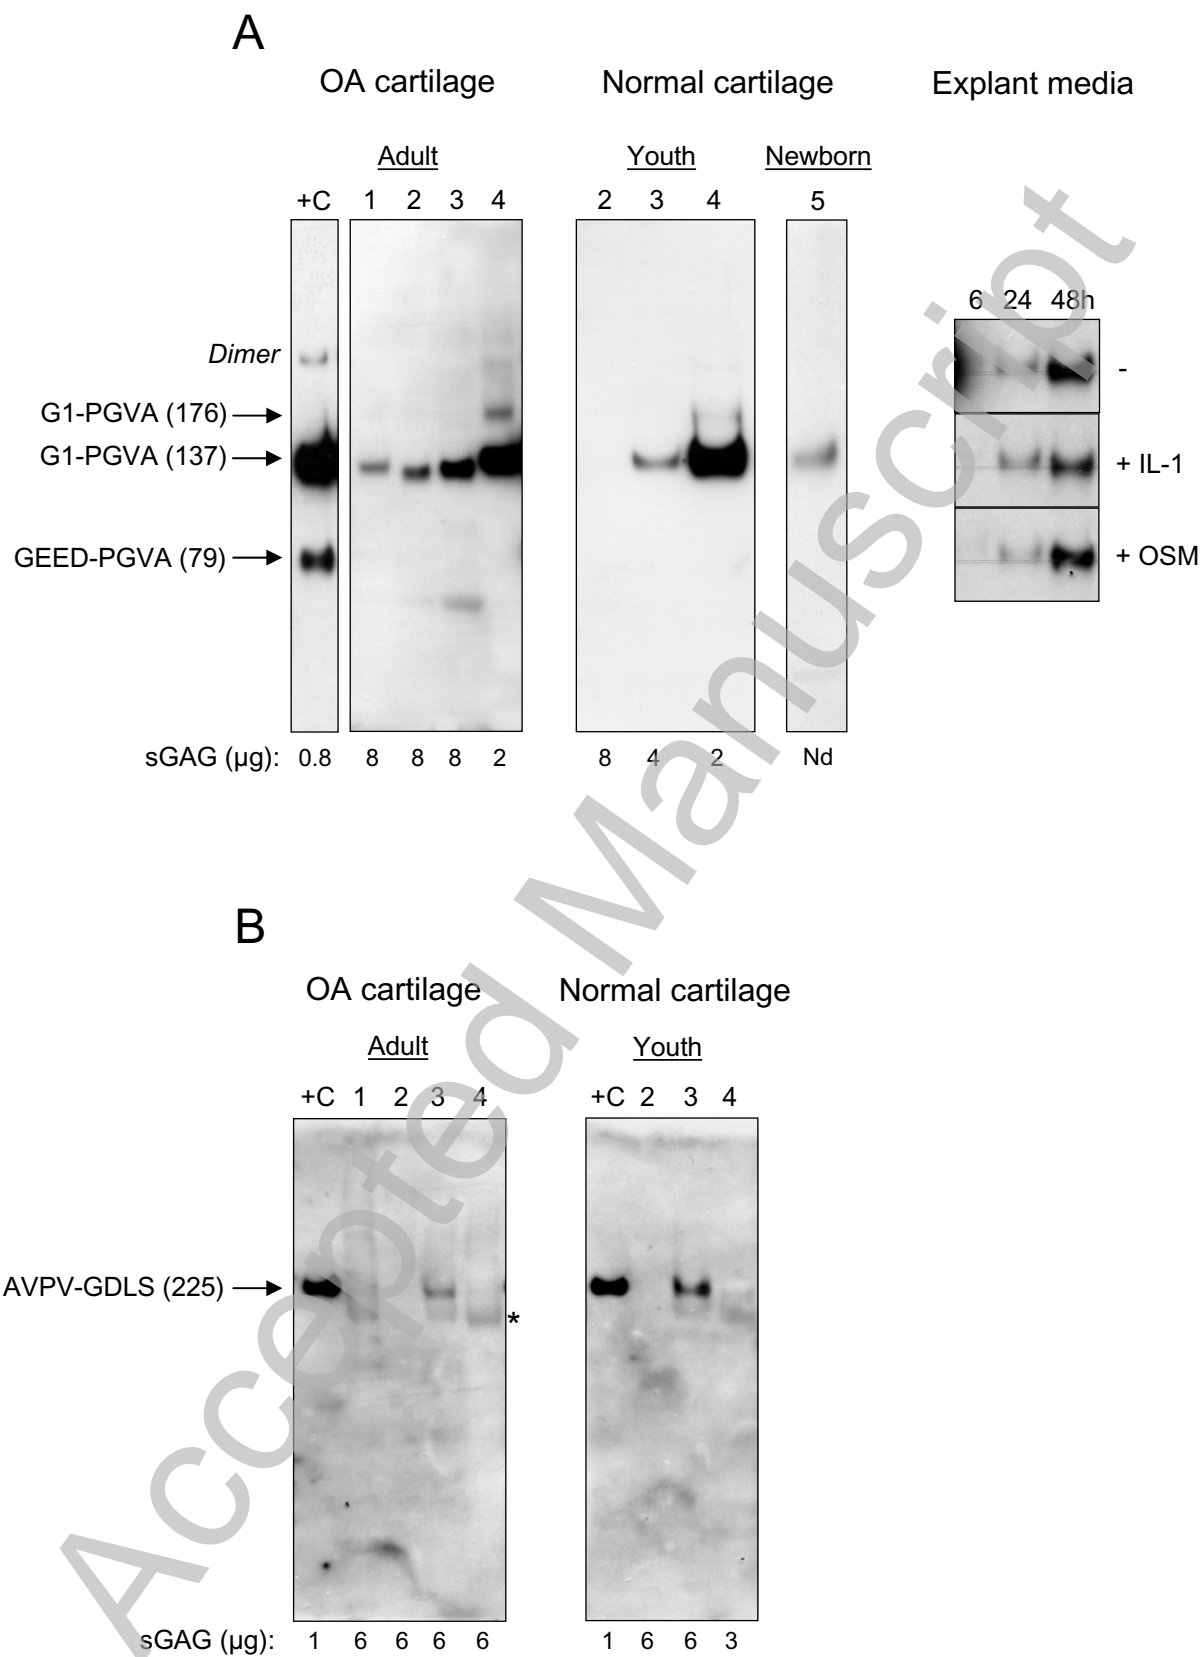 A
OA cartilage Normal cartilage Explant media
Adult Youth Newborn
+C 1 2 3 4 2 3 4 5
6 24 48h
Dimer
-
G1-PGVA (176)
G1-PGVA (137)
+ IL-1
GEED-PGVA (79)
+ OSM
sGAG (µg): 0.8 8 8 8 2 8 4 2 Nd
B
OA cartilage Normal cartilage
Adult Youth
+C 1 2 3 4 +C 2 3 4
AVPV-GDLS (225)
*
sGAG (µg): 1 6 6 6 6 1 6 6 3
Accepted Manuscript